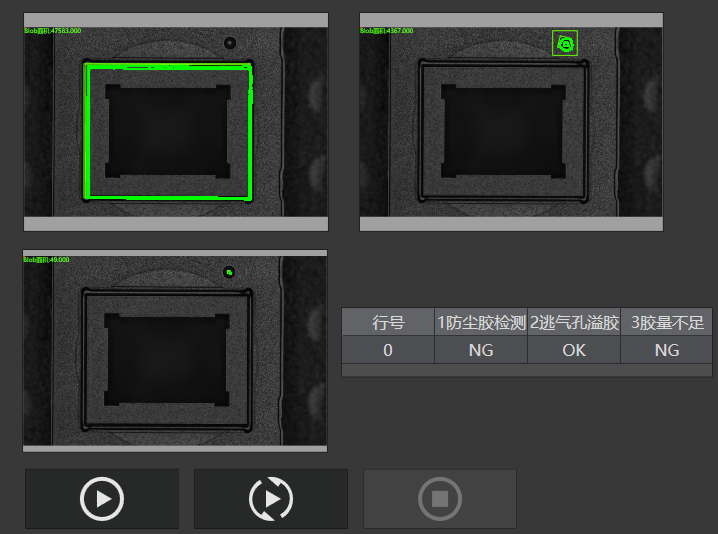 Blob面积:47583.000
Blob面积:4367.000
Blob面积:49.000
行号 1防尘胶检测 2逃气孔溢胶 3胶量不足
0 NG OK NG